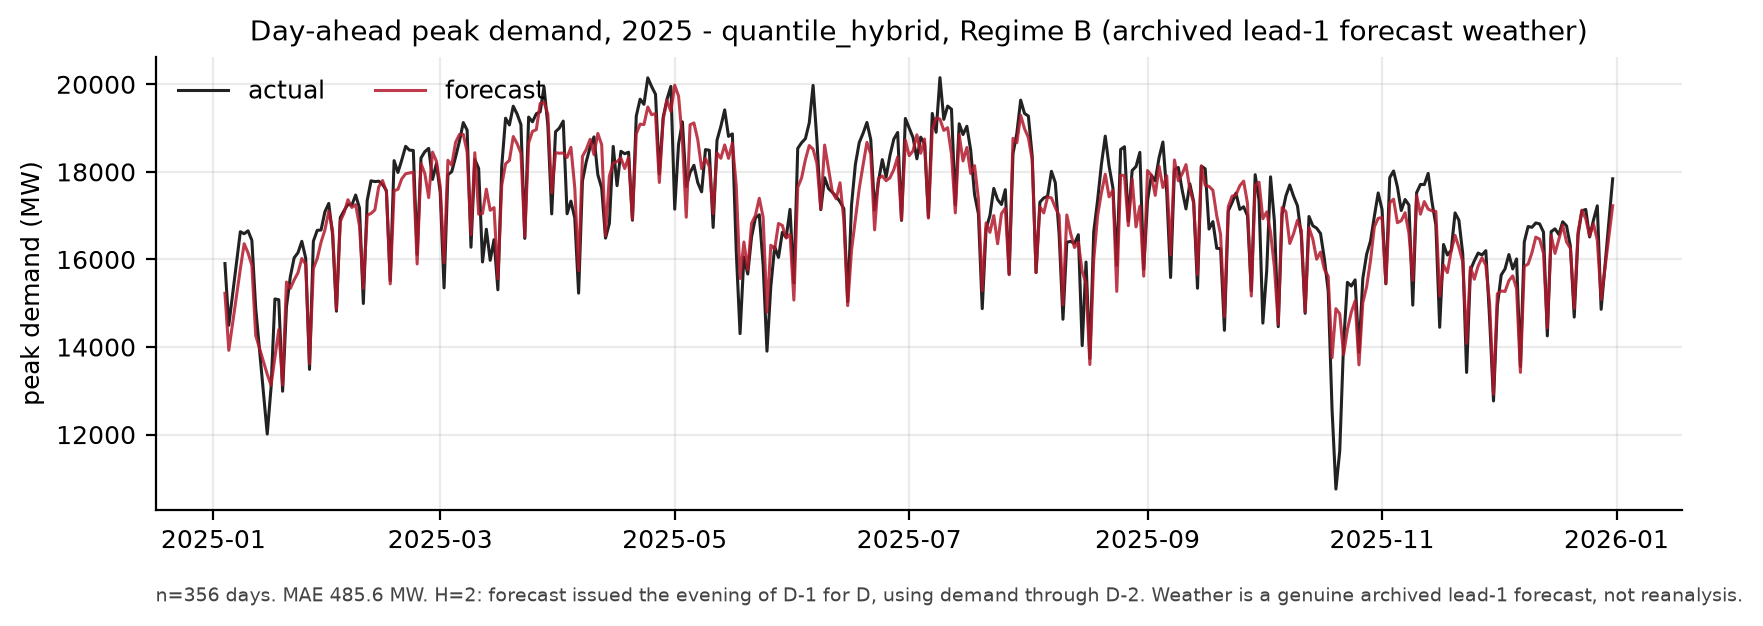 Day-ahead peak demand, 2025 - quantile_hybrid, Regime B (archived lead-1 forecast weather)
actual forecast
peak demand (MW)
20000
18000
16000
14000
12000
2025-01 2025-03 2025-05 2025-07 2025-09 2025-11 2026-01
n=356 days. MAE 485.6 MW. H=2: forecast issued the evening of D-1 for D, using demand through D-2. Weather is a genuine archived lead-1 forecast, not reanalysis.